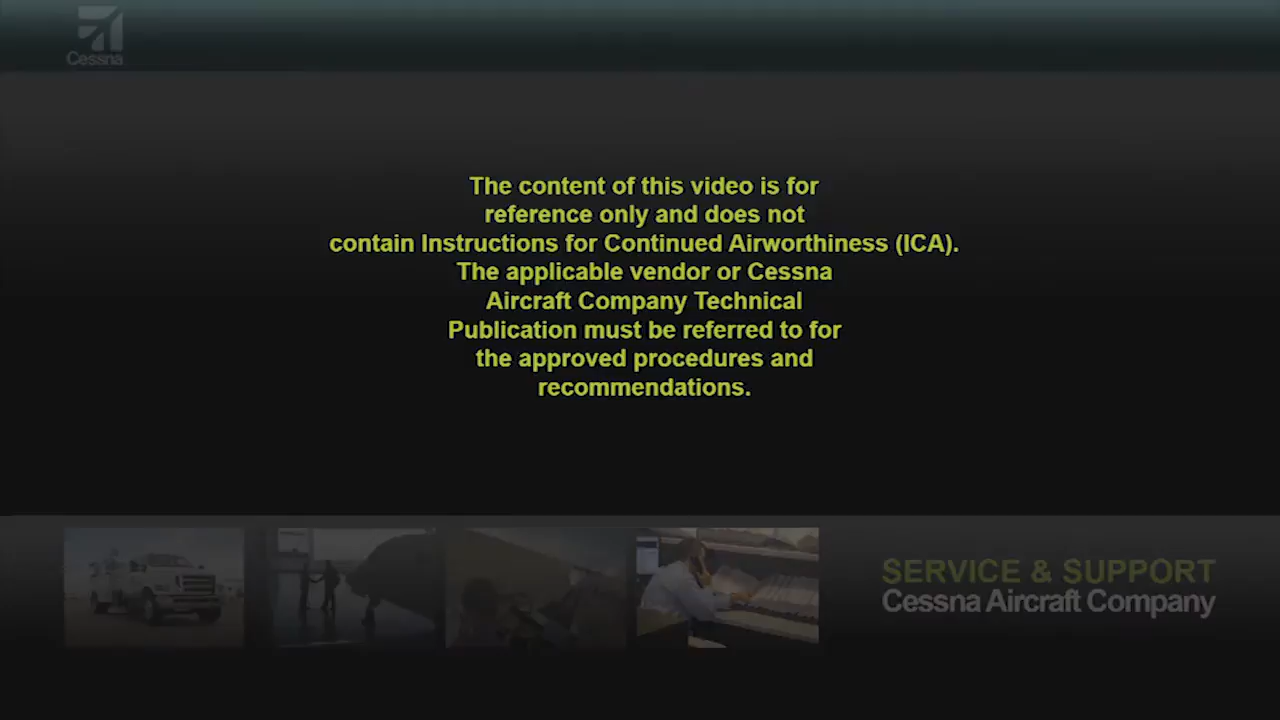 Cessna
The content of this video is for
reference only and does not
contain Instructions for Continued Airworthiness (ICA).
The applicable vendor or Cessna
Aircraft Company Technical
Publication must be referred to for
the approved procedures and
recommendations.
SERVICE & SUPPORT
Cessna Aircraft Company